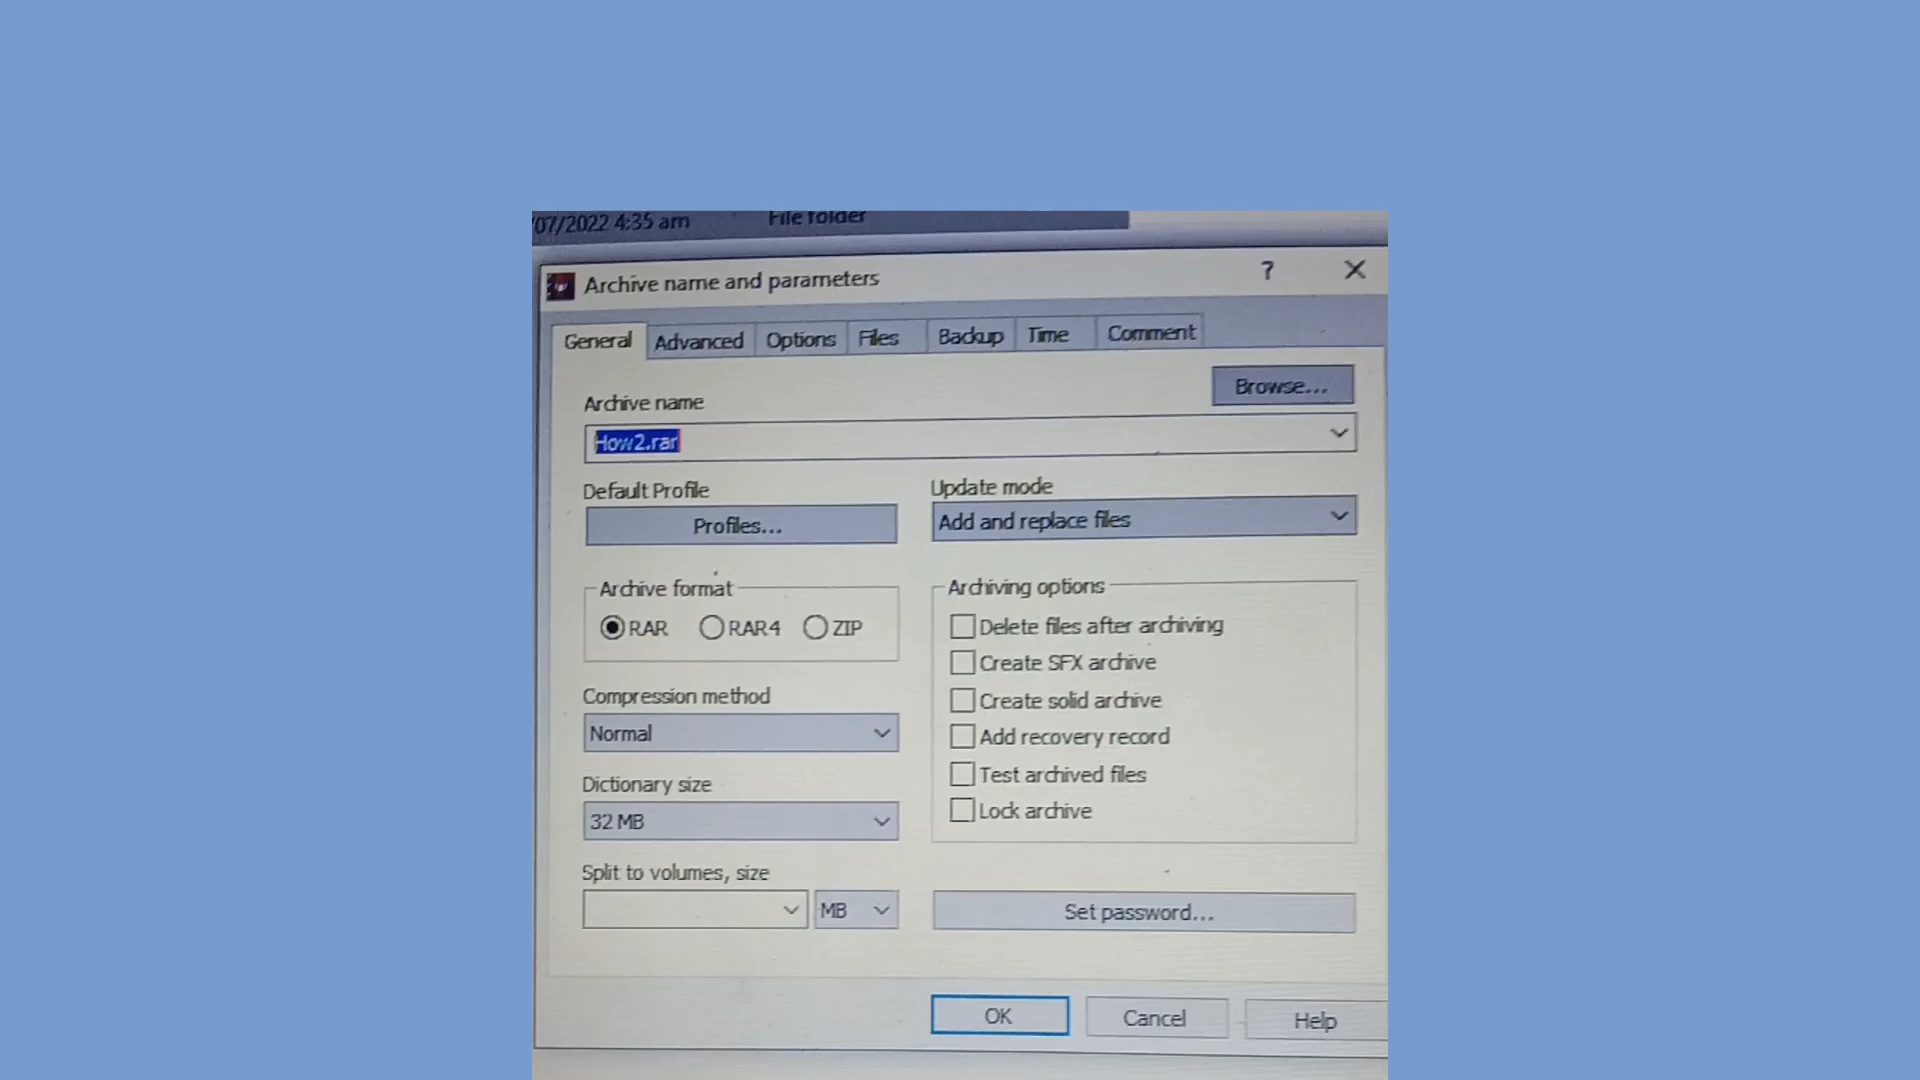 07/2022 4:35 am File folder
Archive name and parameters ?
General Advanced Options Files Backup Time Comment
Browse...
Archive name
How2.rar
Default Profile
Update mode
Profiles...
Add and replace files
Archive format
Archiving options
RAR RAR4 ZIP
Delete files after archiving
Create SFX archive
Compression method
Create solid archive
Normal
Add recovery record
Test archived files
Dictionary size
32 MB
Lock archive
Split to volumes, size
MB
Set password...
OK Cancel Help